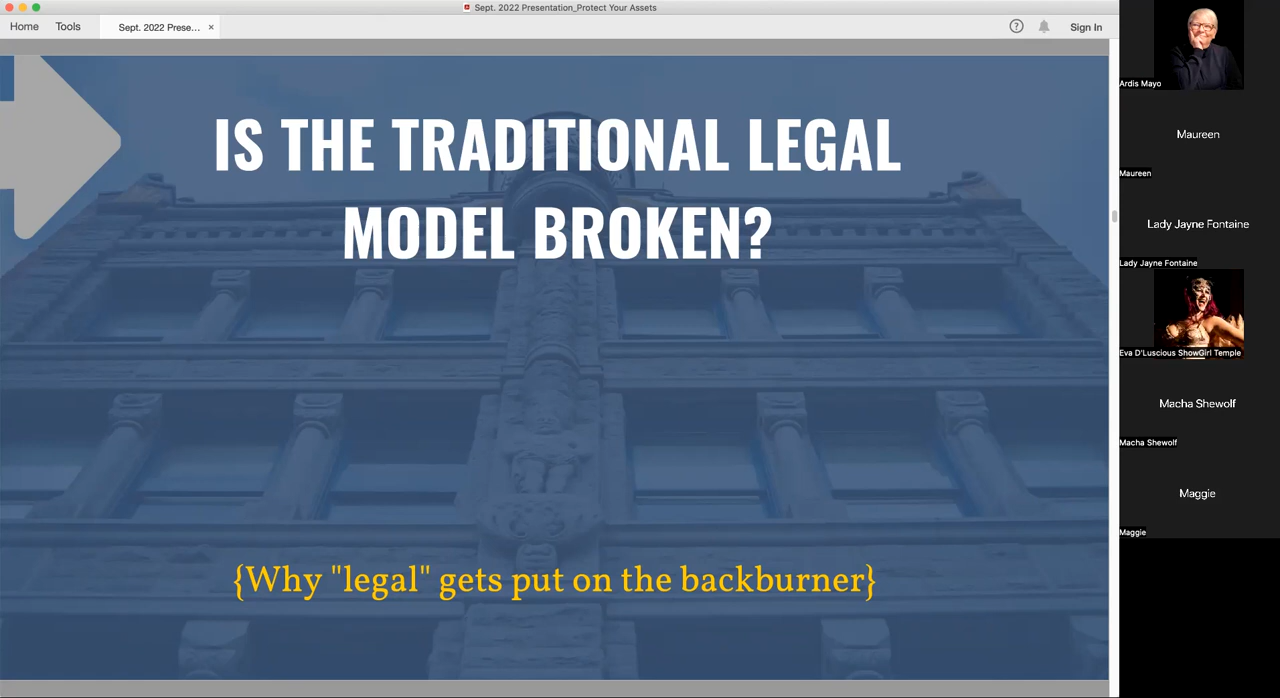 Sept. 2022 Presentation_Protect Your Assets
Home Tools Sept. 2022 Prese... × ? Sign In
IS THE TRADITIONAL LEGAL
MODEL BROKEN?
{Why "legal" gets put on the backburner}
Ardis Mayo
Maureen
Maureen
Lady Jayne Fontaine
Lady Jayne Fontaine
Eva D'Luscious ShowGirl Temple
Macha Shewolf
Macha Shewolf
Maggie
Maggie